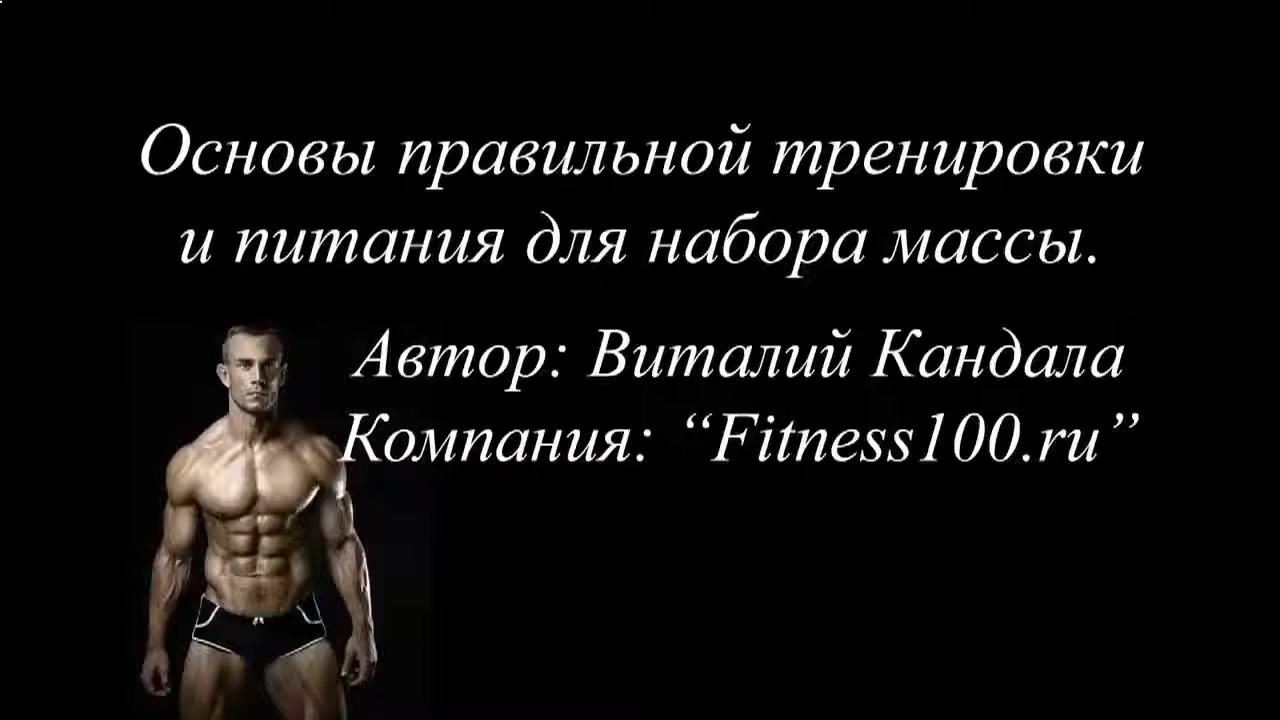 Основы правильной тренировки
и питания для набора массы.
Автор: Виталий Кандала
Компания: “Fitness100.ru”